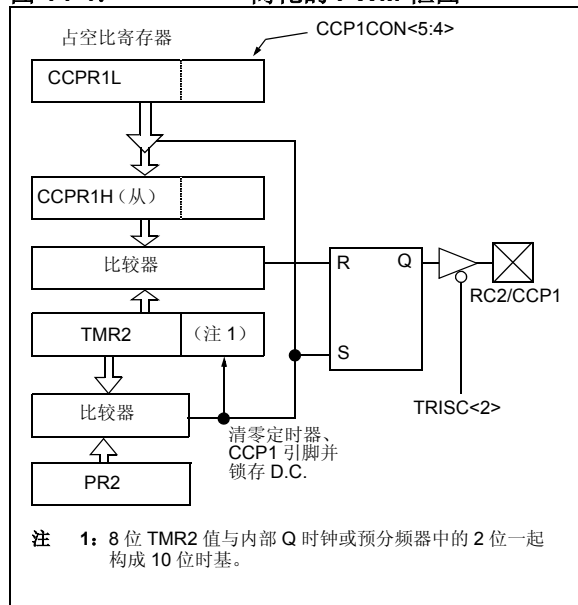 占空比寄存器
CCP1CON<5:4>
CCPR1L
CCPR1H（从）
比较器
R
Q
RC2/CCP1
TMR2
（注 1）
S
TRISC<2>
比较器
清零定时器、
CCP1 引脚并
锁存 D.C.
PR2
注 1: 8 位 TMR2 值与内部 Q 时钟或预分频器中的 2 位一起
构成 10 位时基。